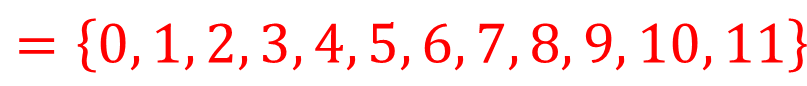 = {0, 1, 2, 3, 4, 5, 6, 7, 8, 9, 10, 11}